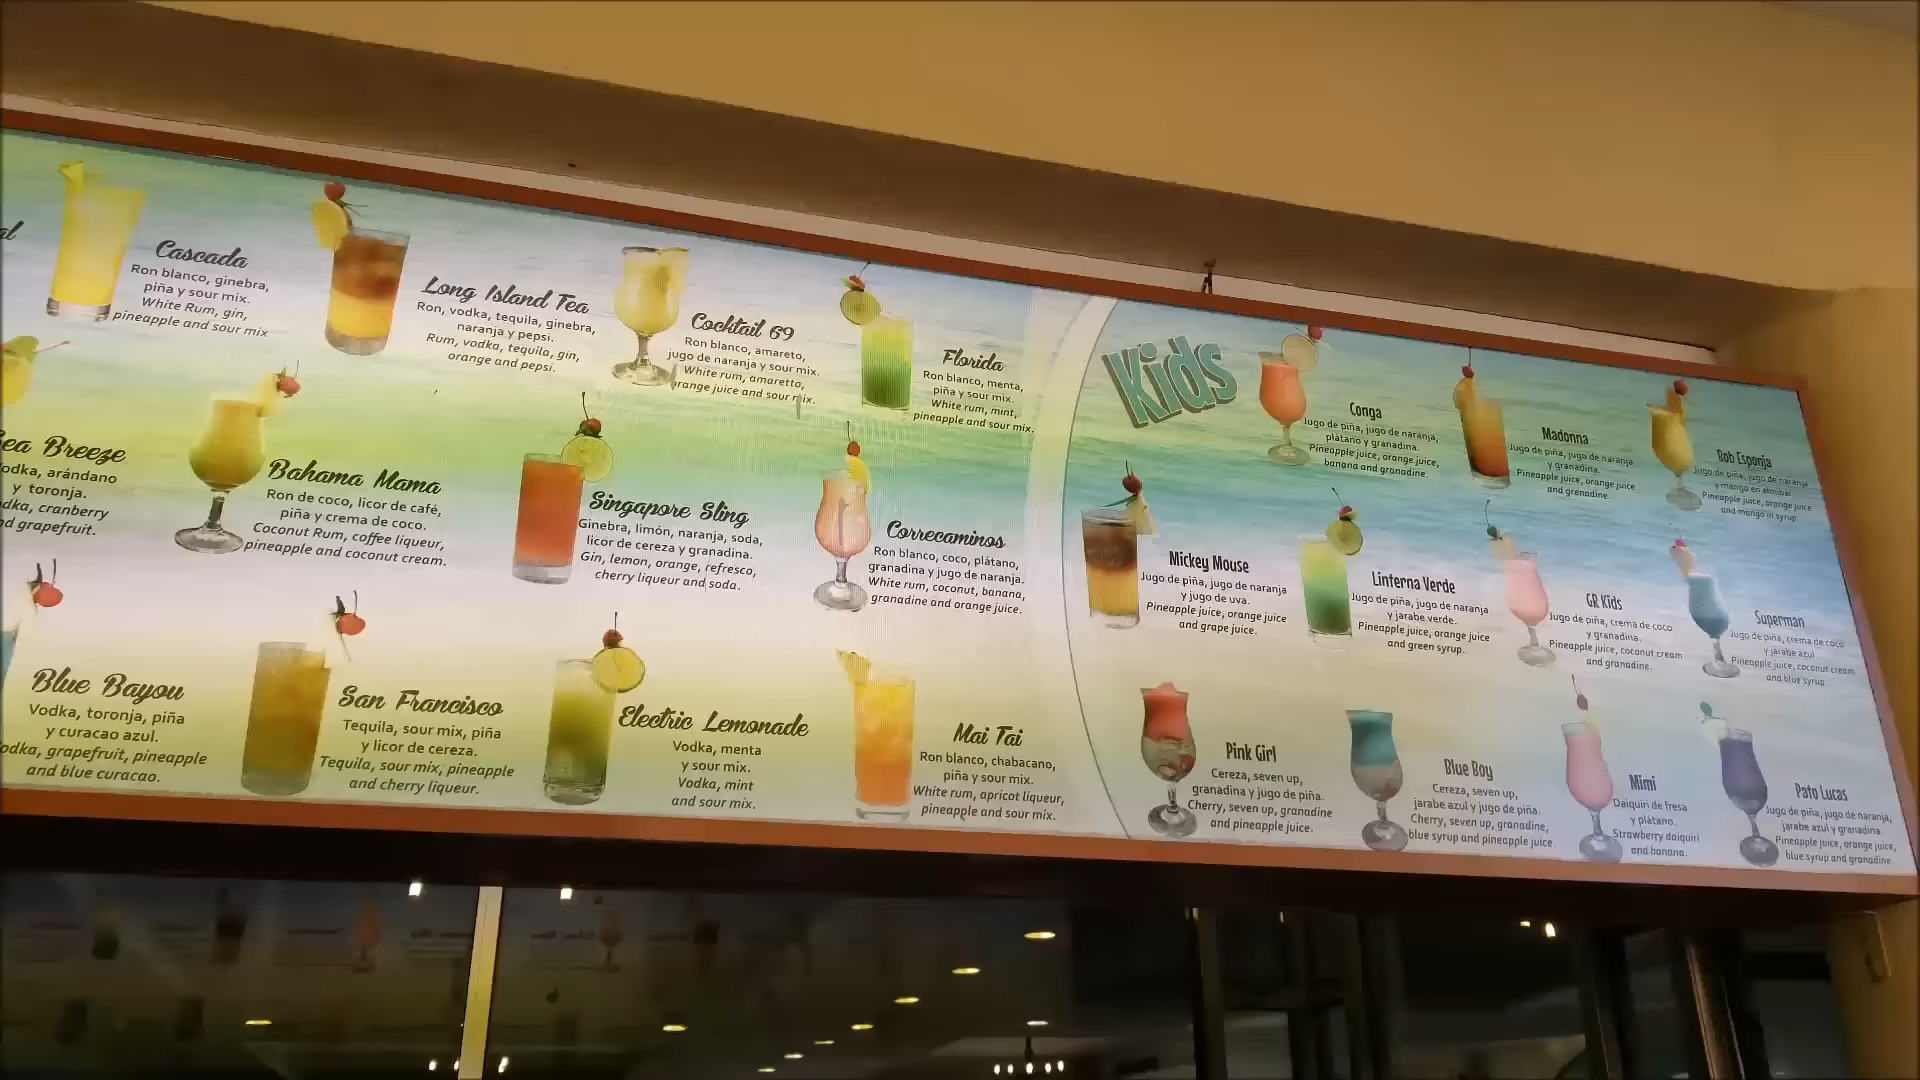 al
Cascada
Ron blanco, ginebra,
piña y sour mix.
White Rum, gin,
pineapple and sour mix
Long Island Tea
Ron, vodka, tequila, ginebra,
naranja y pepsi.
Rum, vodka, tequila, gin,
orange and pepsi.
Cocktail 69
Ron blanco, amareto,
jugo de naranja y sour mix.
White rum, amaretto,
orange juice and sour mix.
Florida
Ron blanco, menta,
piña y sour mix.
White rum, mint,
pineapple and sour mix.
ea Breeze
odka, arándano
y toronja.
dka, cranberry
nd grapefruit.
Bahama Mama
Ron de coco, licor de café,
piña y crema de coco.
Coconut Rum, coffee liqueur,
pineapple and coconut cream.
Singapore Sling
Ginebra, limón, naranja, soda,
licor de cereza y granadina.
Gin, lemon, orange, refresco,
cherry liqueur and soda.
Correcaminos
Ron blanco, coco, plátano,
granadina y jugo de naranja.
White rum, coconut, banana,
granadine and orange juice.
Blue Bayou
Vodka, toronja, piña
y curacao azul.
odka, grapefruit, pineapple
and blue curacao.
San Francisco
Tequila, sour mix, piña
y licor de cereza.
Tequila, sour mix, pineapple
and cherry liqueur.
Electric Lemonade
Vodka, menta
y sour mix.
Vodka, mint
and sour mix.
Mai Tai
Ron blanco, chabacano,
piña y sour mix.
White rum, apricot liqueur,
pineapple and sour mix.
Kids
Conga
Jugo de piña, jugo de naranja,
plátano y granadina.
Pineapple juice, orange juice,
banana and granadine.
Madonna
Jugo de piña, jugo de naranja
y granadina.
Pineapple juice, orange juice
and grenadine.
Bob Esponja
Jugo de piña, jugo de naranja
y mango en almibar
Pineapple juice, orange juice
and mango in syrup
Mickey Mouse
Jugo de piña, jugo de naranja
y jugo de uva.
Pineapple juice, orange juice
and grape juice.
Linterna Verde
Jugo de piña, jugo de naranja
y jarabe verde.
Pineapple juice, orange juice
and green syrup.
GR Kids
Jugo de piña, crema de coco
y granadina.
Pineapple juice, coconut cream
and granadine.
Superman
Jugo de piña, crema de coco
y jarabe azul.
Pineapple juice, coconut cream
and blue syrup.
Pink Girl
Cereza, seven up,
granadina y jugo de piña.
Cherry, seven up, granadine
and pineapple juice.
Blue Boy
Cereza, seven up,
jarabe azul y jugo de piña.
Cherry, seven up, granadine,
blue syrup and pineapple juice.
Mimi
Daiquiri de fresa
y plátano.
Strawberry daiquiri
and banana.
Pato Lucas
Jugo de piña, jugo de naranja,
jarabe azul y granadina.
Pineapple juice, orange juice,
blue syrup and granadine